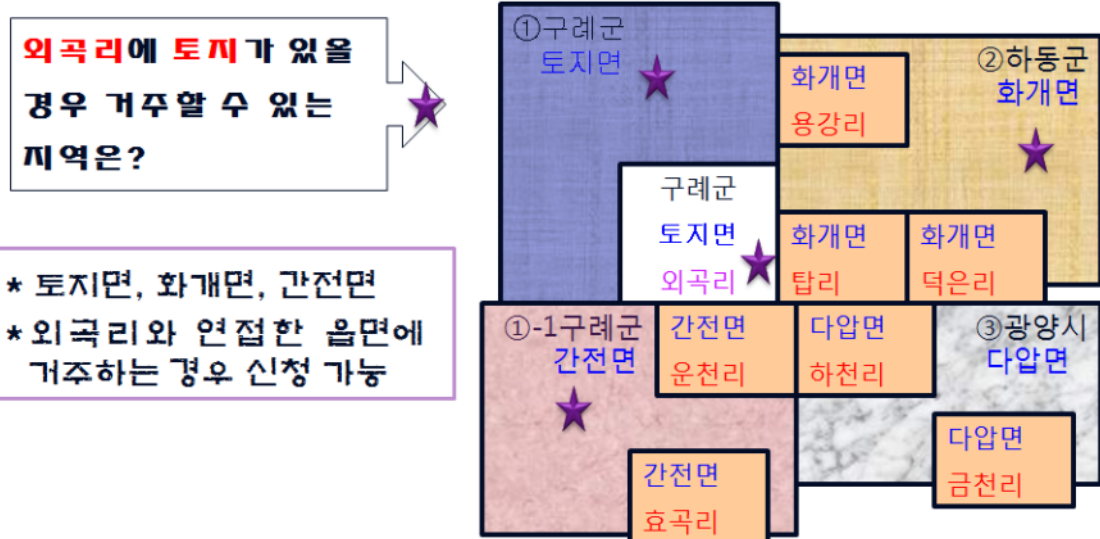 외곡리에 토지가 있을
경우 거주할 수 있는
지역은?
* 토지면, 화개면, 간전면
* 외곡리와 연접한 읍면에
거주하는 경우 신청 가능
①구례군
토지면
②하동군
화개면
화개면
용강리
구례군
토지면
외곡리
화개면
탑리
화개면
덕은리
①-1구례군
간전면
간전면
운천리
다압면
하천리
③광양시
다압면
간전면
효곡리
다압면
금천리